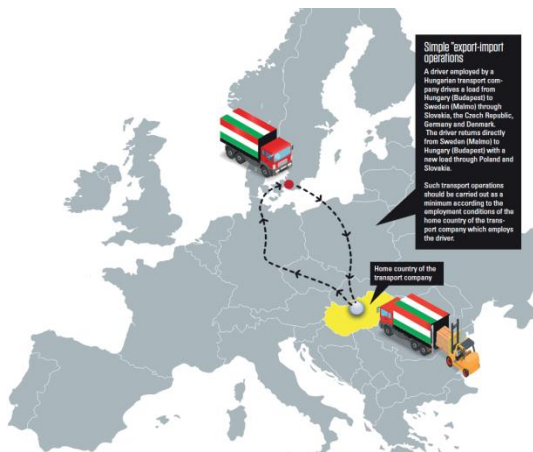 Simple "export-import
operations
A driver employed by a
Hungarian transport com-
pany drives a load from
Hungary (Budapest) to
Sweden (Malmo) through
Slovakia, the Czech Republic,
Germany and Denmark.
The driver returns directly
from Sweden (Malmo) to
Hungary (Budapest) with a
new load through Poland and
Slovakia.
Such transport operations
should be carried out as a
minimum according to the
employment conditions of the
home country of the trans-
port company which employs
the driver.
Home country of the
transport company